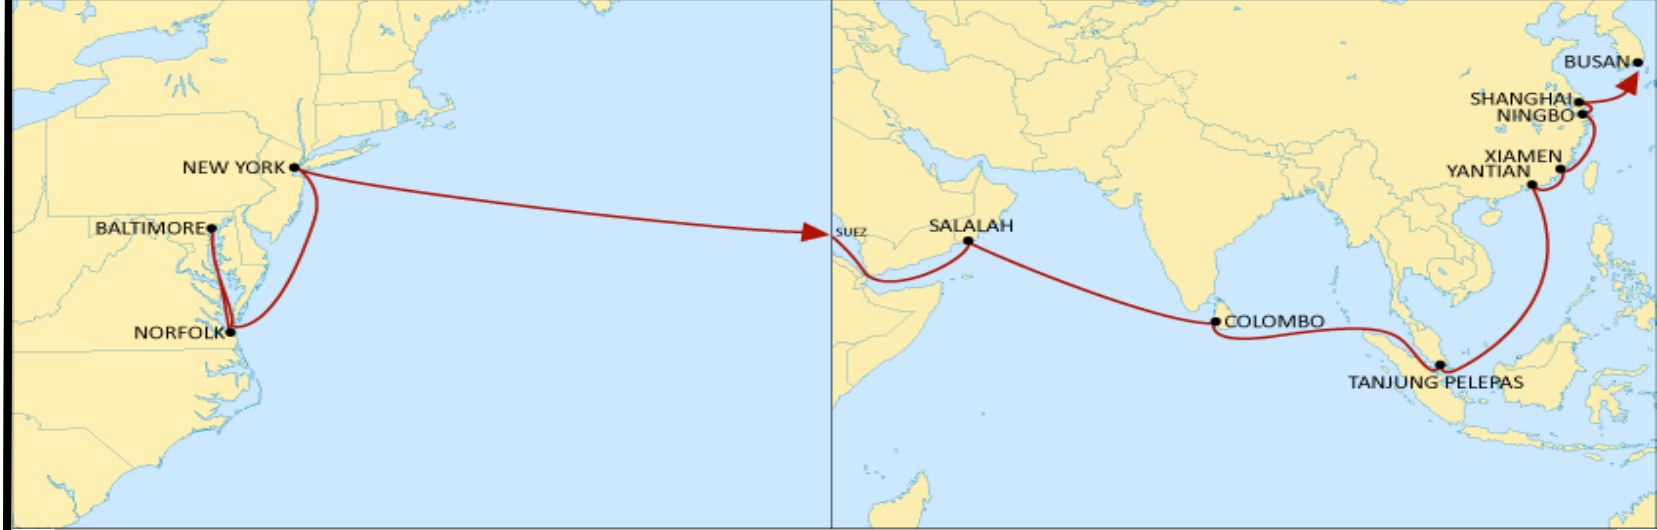 NEW YORK
BALTIMORE
NORFOLK
SUEZ
SALALAH
COLOMBO
TANJUNG PELEPAS
BUSAN
SHANGHAI
NINGBO
XIAMEN
YANTIAN